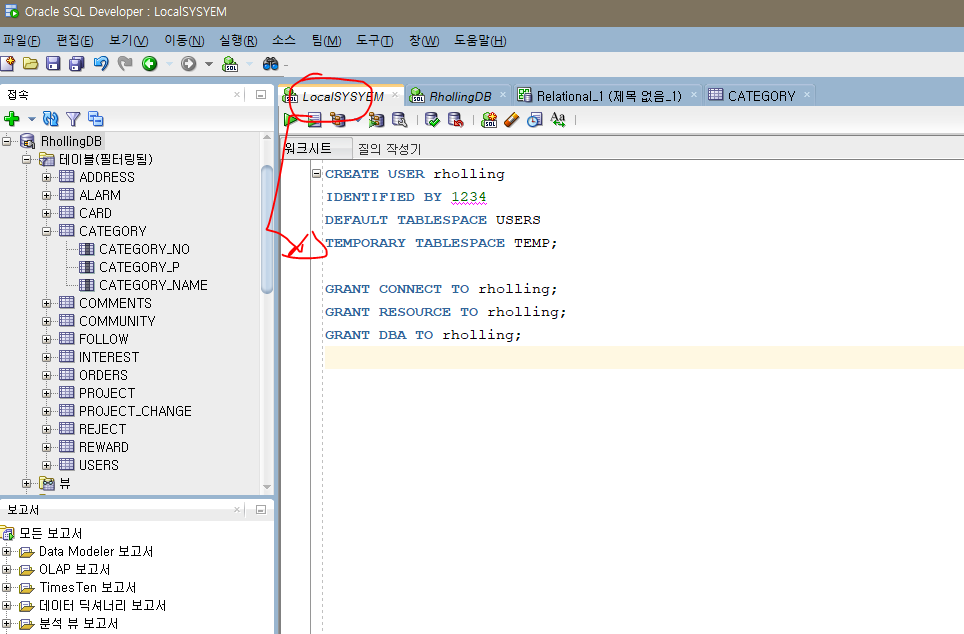 Oracle SQL Developer : LocalSYSYEM
파일(F) 편집(E) 보기(V) 이동(N) 실행(R) 소스 팀(M) 도구(T) 창(W) 도움말(H)
접속
RhollingDB
테이블(필터링됨)
ADDRESS
ALARM
CARD
CATEGORY
CATEGORY_NO
CATEGORY_P
CATEGORY_NAME
COMMENTS
COMMUNITY
FOLLOW
INTEREST
ORDERS
PROJECT
PROJECT_CHANGE
REJECT
REWARD
USERS
뷰
보고서
모든 보고서
Data Modeler 보고서
OLAP 보고서
TimesTen 보고서
데이터 딕셔너리 보고서
분석 뷰 보고서
LocalSYSYEM RhollingDB Relational_1 (제목 없음_1) CATEGORY
워크시트 질의 작성기
CREATE USER rholling
IDENTIFIED BY 1234
DEFAULT TABLESPACE USERS
TEMPORARY TABLESPACE TEMP;
GRANT CONNECT TO rholling;
GRANT RESOURCE TO rholling;
GRANT DBA TO rholling;